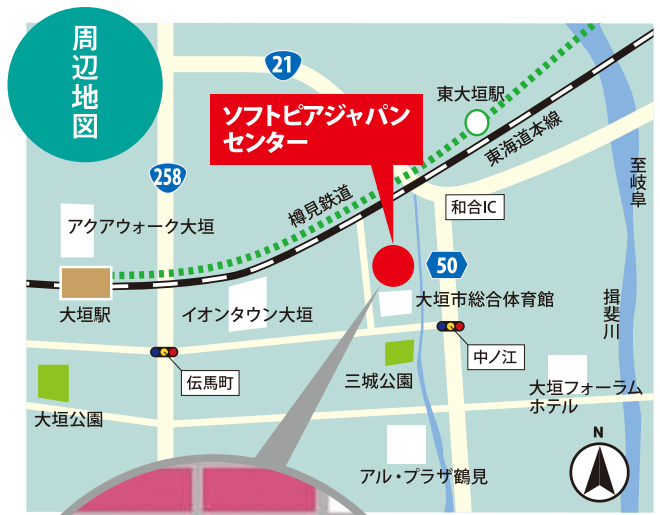 周辺地図
21
ソフトピアジャパン
センター
東大垣駅
東海道本線
258
樽見鉄道
和合IC
至岐阜
アクアウォーク大垣
50
大垣駅
イオンタウン大垣
大垣市総合体育館
揖斐川
中ノ江
伝馬町
三城公園
大垣フォーラム
ホテル
大垣公園
アル・プラザ鶴見
N